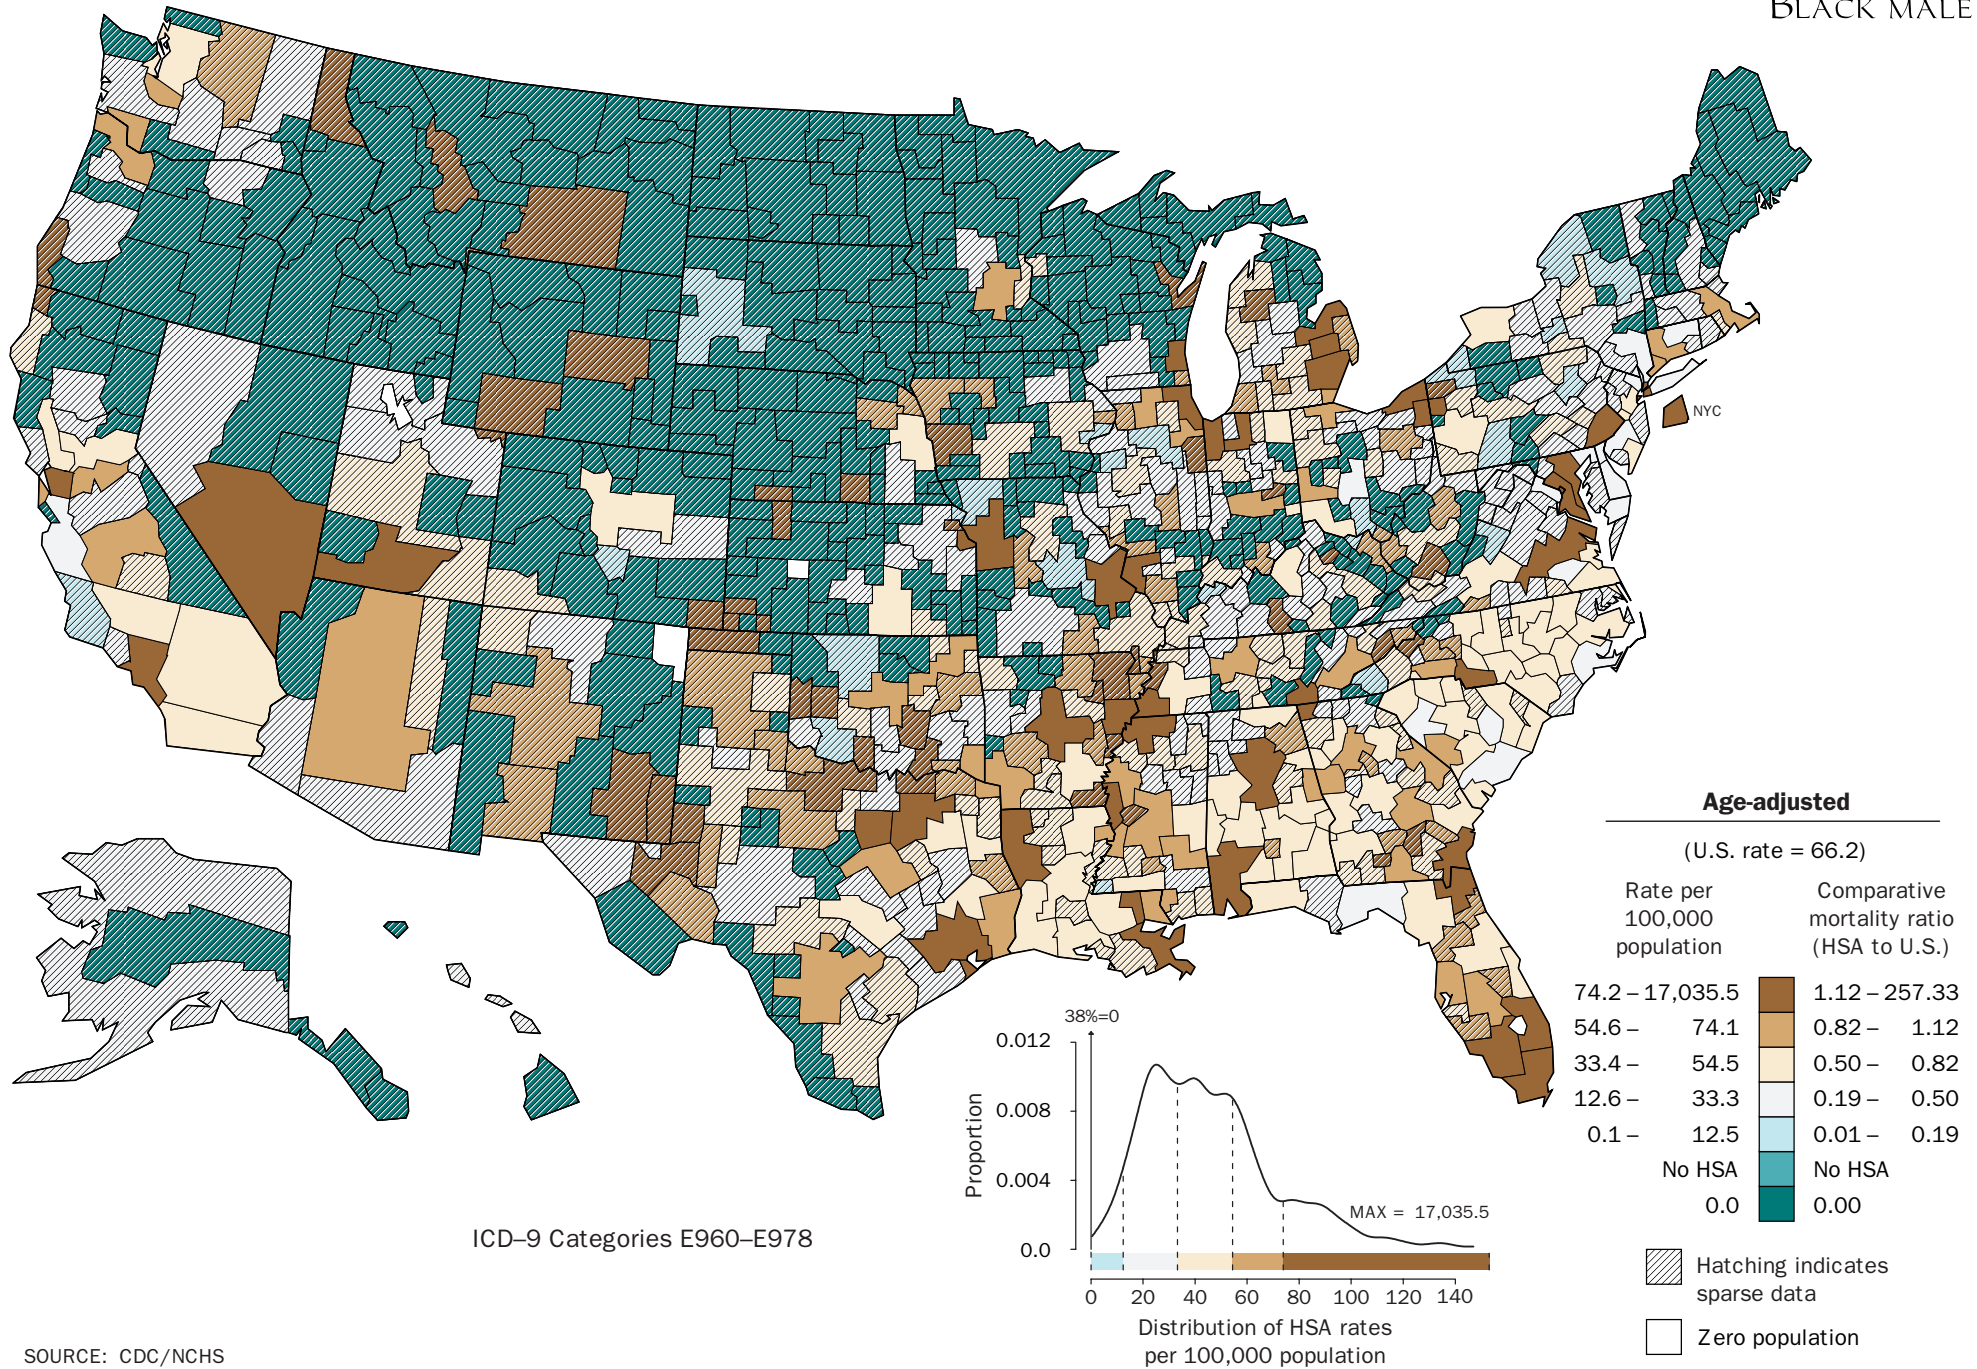 BLACK MALE
NYC
Age-adjusted
(U.S. rate = 66.2)
Rate per
100,000
population
Comparative
mortality ratio
(HSA to U.S.)
74.2 – 17,035.5 1.12 – 257.33
54.6 – 74.1 0.82 – 1.12
33.4 – 54.5 0.50 – 0.82
12.6 – 33.3 0.19 – 0.50
0.1 – 12.5 0.01 – 0.19
No HSA No HSA
0.0 0.00
Hatching indicates
sparse data
Zero population
38%=0
0.012
0.008
0.004
0.0
Proportion
MAX = 17,035.5
0 20 40 60 80 100 120 140
Distribution of HSA rates
per 100,000 population
ICD–9 Categories E960–E978
SOURCE: CDC/NCHS